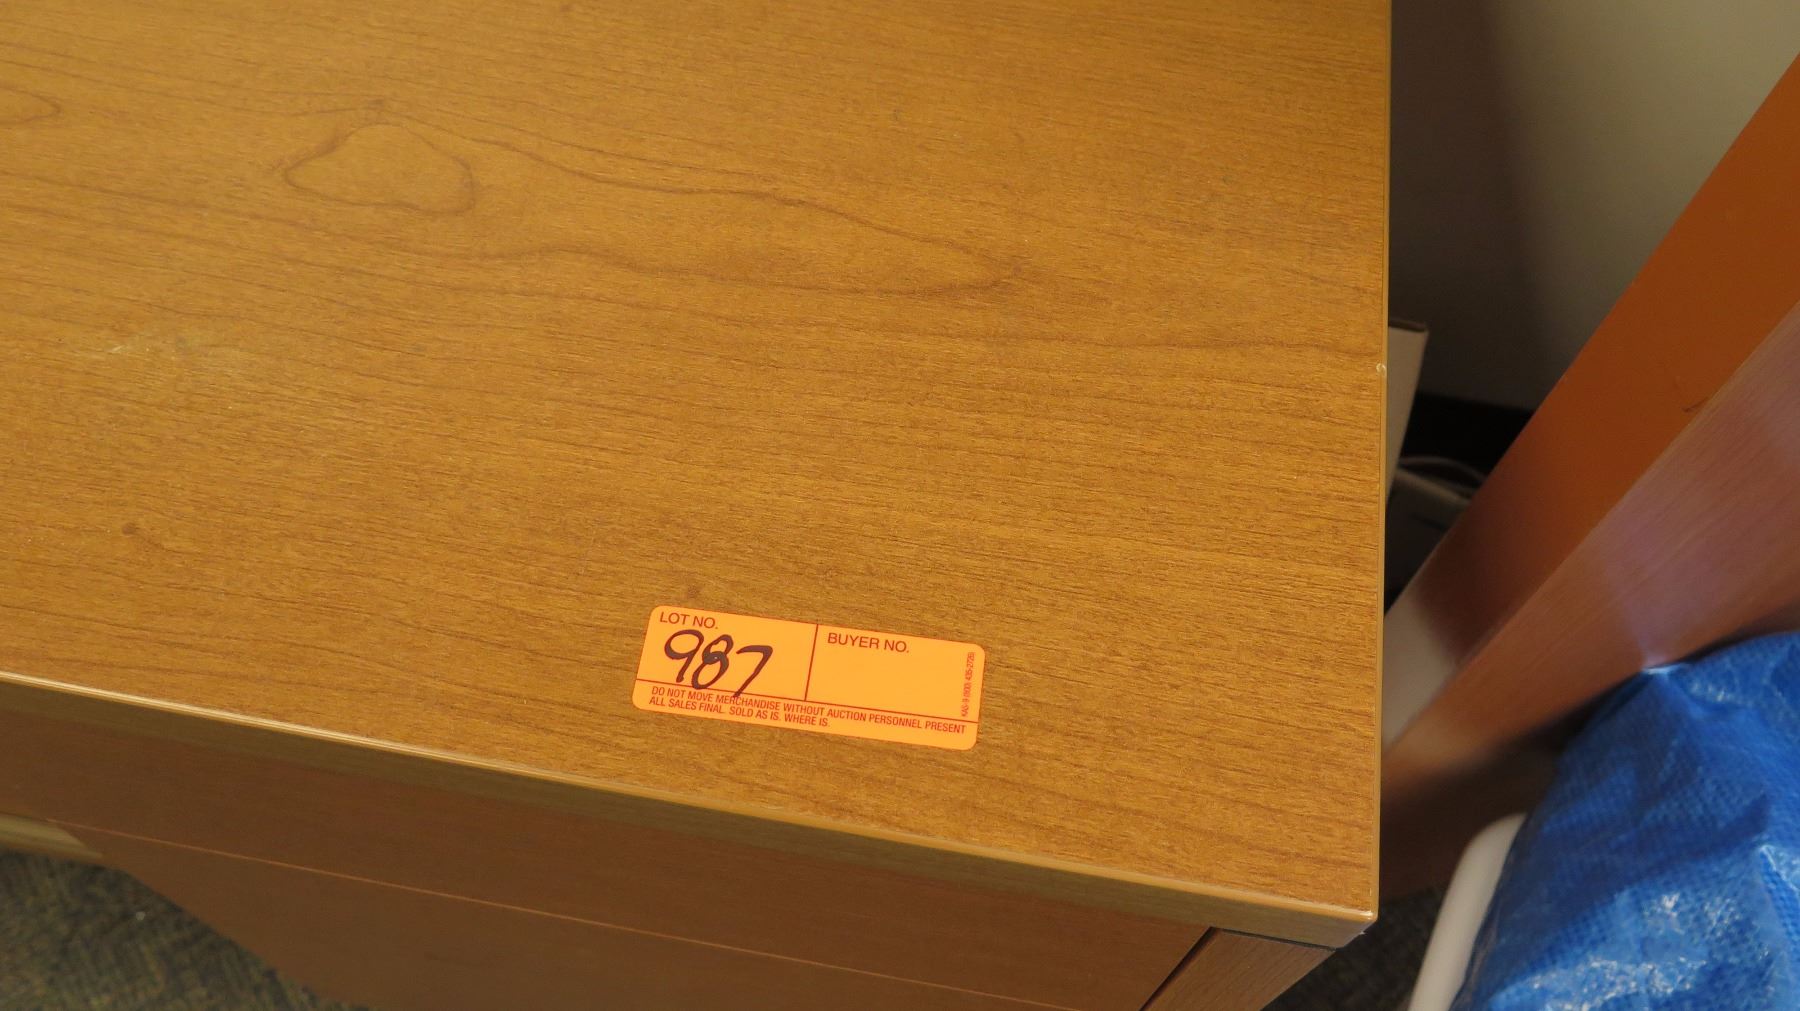 LOT NO.
987
BUYER NO.
DO NOT MOVE MERCHANDISE WITHOUT AUCTION PERSONNEL PRESENT
ALL SALES FINAL. SOLD AS IS. WHERE IS.